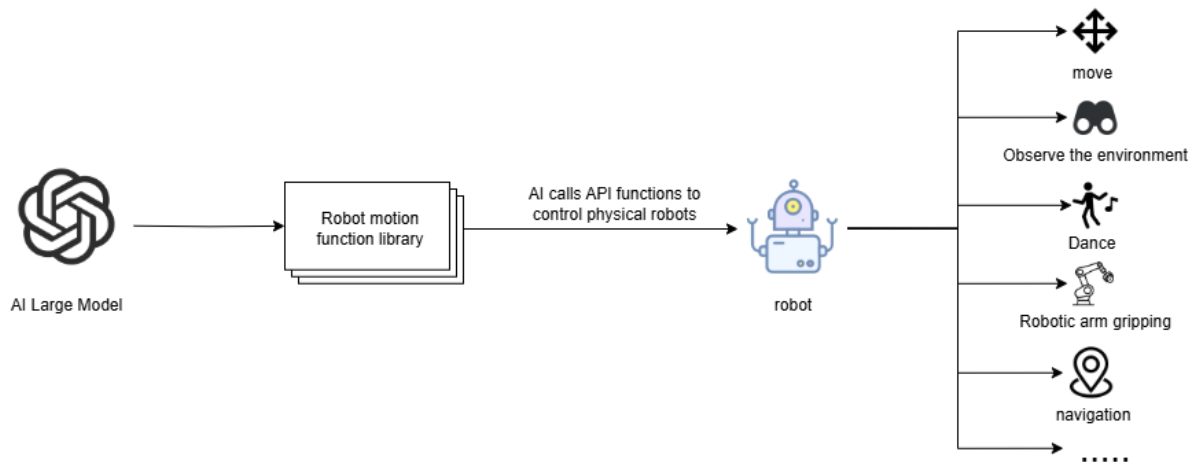 AI Large Model
Robot motion
function library
AI calls API functions to
control physical robots
robot
move
Observe the environment
Dance
Robotic arm gripping
navigation
.....